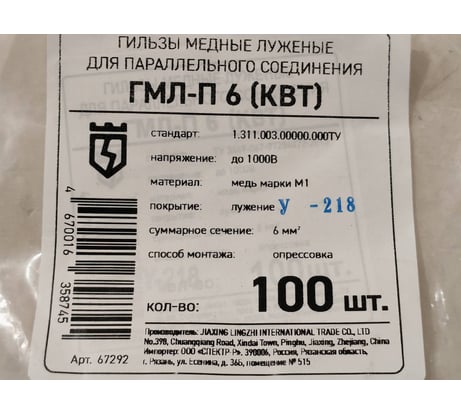 ГИЛЬЗЫ МЕДНЫЕ ЛУЖЕНЫЕ
ДЛЯ ПАРАЛЛЕЛЬНОГО СОЕДИНЕНИЯ
ГМЛ-П 6 (КВТ)
стандарт: 1.311.003.00000.000ТУ
напряжение: до 1000В
материал: медь марки М1
покрытие: лужение У -218
суммарное сечение: 6 мм²
способ монтажа: опрессовка
кол-во: 100 шт.
4 670016 358745
Производитель: JIAXING LINGZHI INTERNATIONAL TRADE CO., LTD
No.398, Chuangqiang Road, Xindai Town, Pinghu, Jiaxing, Zhejiang, China
Импортер: ООО «СПЕКТР-Р». 390006, Россия, Рязанская область,
г. Рязань, ул. Есенина, д. 36Б, помещение № 515
Арт. 67292